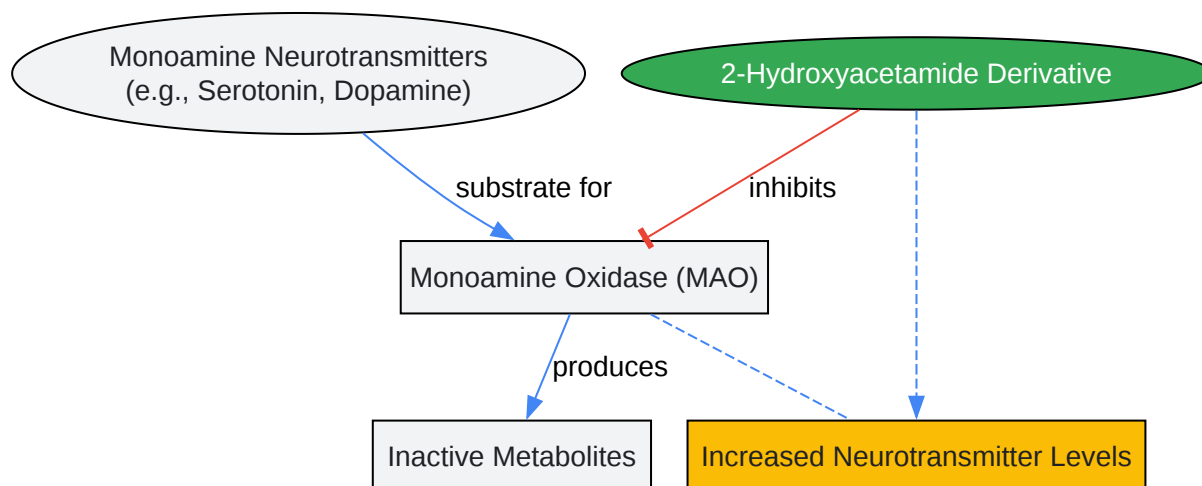 Monoamine Neurotransmitters
(e.g., Serotonin, Dopamine)
2-Hydroxyacetamide Derivative
substrate for
inhibits
Monoamine Oxidase (MAO)
produces
Inactive Metabolites
Increased Neurotransmitter Levels